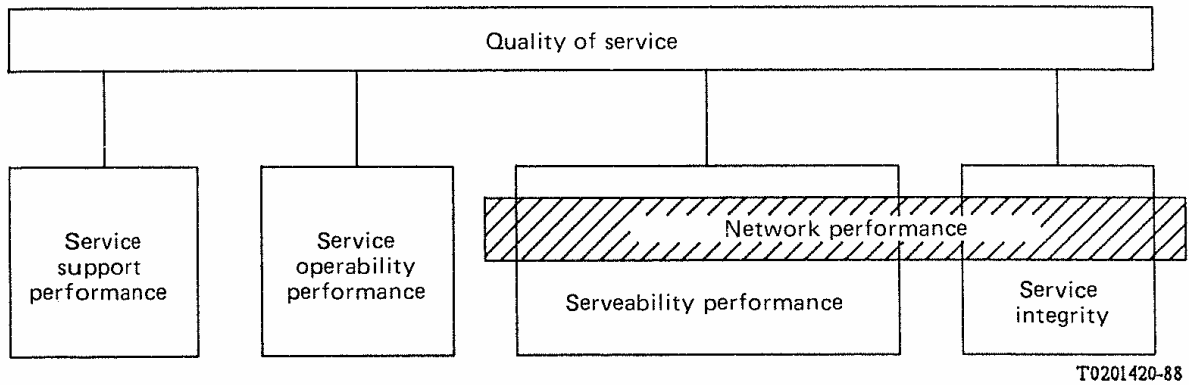 Quality of service
Service
support
performance
Service
operability
performance
Network performance
Serveability performance
Service
integrity
T0201420-88